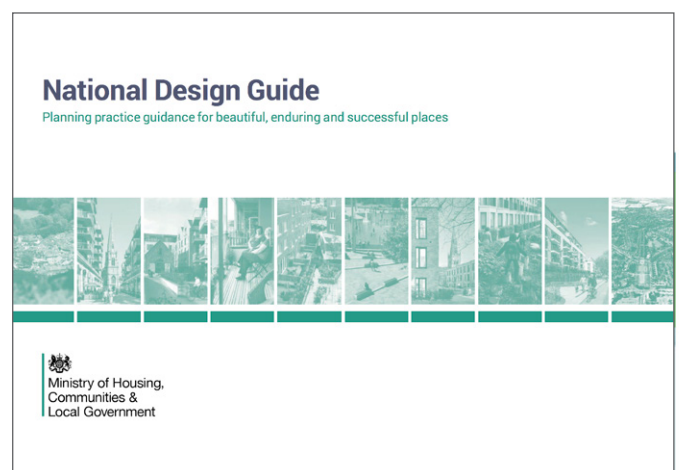 National Design Guide
Planning practice guidance for beautiful, enduring and successful places
Ministry of Housing,
Communities &
Local Government